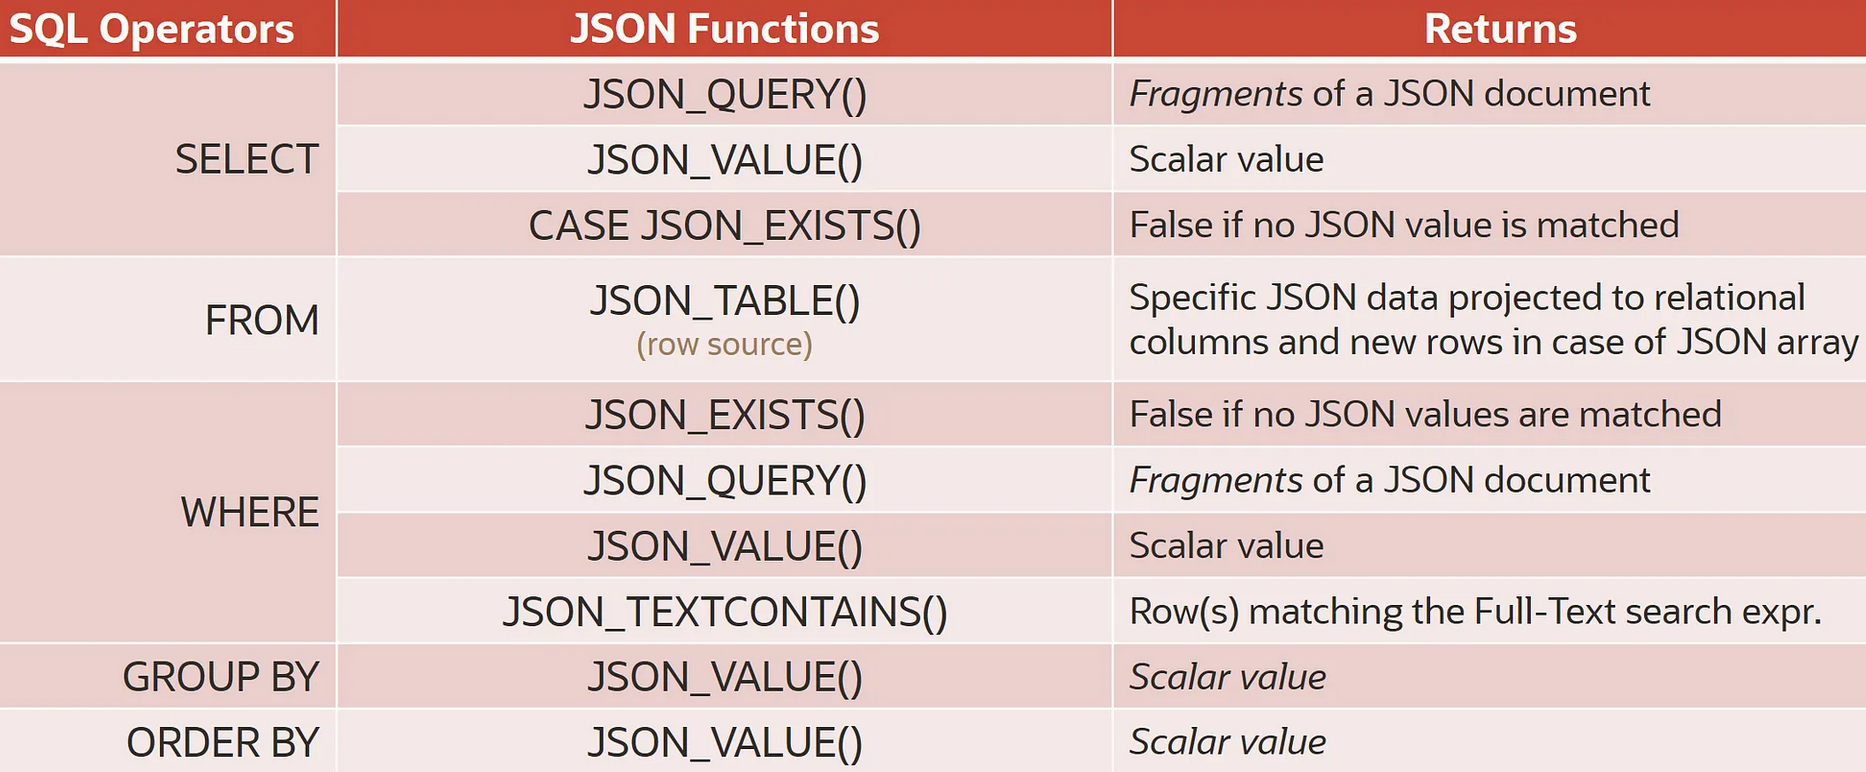 SQL Operators JSON Functions Returns
SELECT
JSON_QUERY() Fragments of a JSON document
JSON_VALUE() Scalar value
CASE JSON_EXISTS() False if no JSON value is matched
FROM
JSON_TABLE()
(row source)
Specific JSON data projected to relational
columns and new rows in case of JSON array
WHERE
JSON_EXISTS() False if no JSON values are matched
JSON_QUERY() Fragments of a JSON document
JSON_VALUE() Scalar value
JSON_TEXTCONTAINS() Row(s) matching the Full-Text search expr.
GROUP BY JSON_VALUE() Scalar value
ORDER BY JSON_VALUE() Scalar value